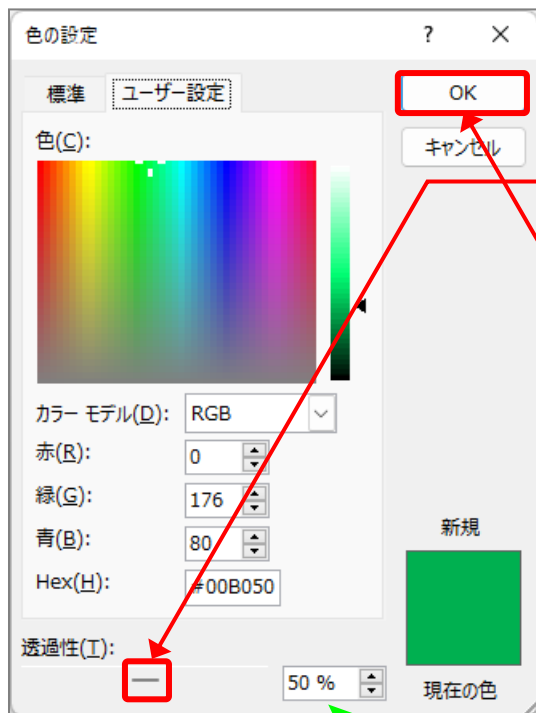 色の設定
?
標準
ユーザー設定
OK
キャンセル
色(C):
カラー モデル(D):
RGB
赤(R):
0
緑(G):
176
青(B):
80
Hex(H):
#00B050
新規
透過性(T):
50 %
現在の色